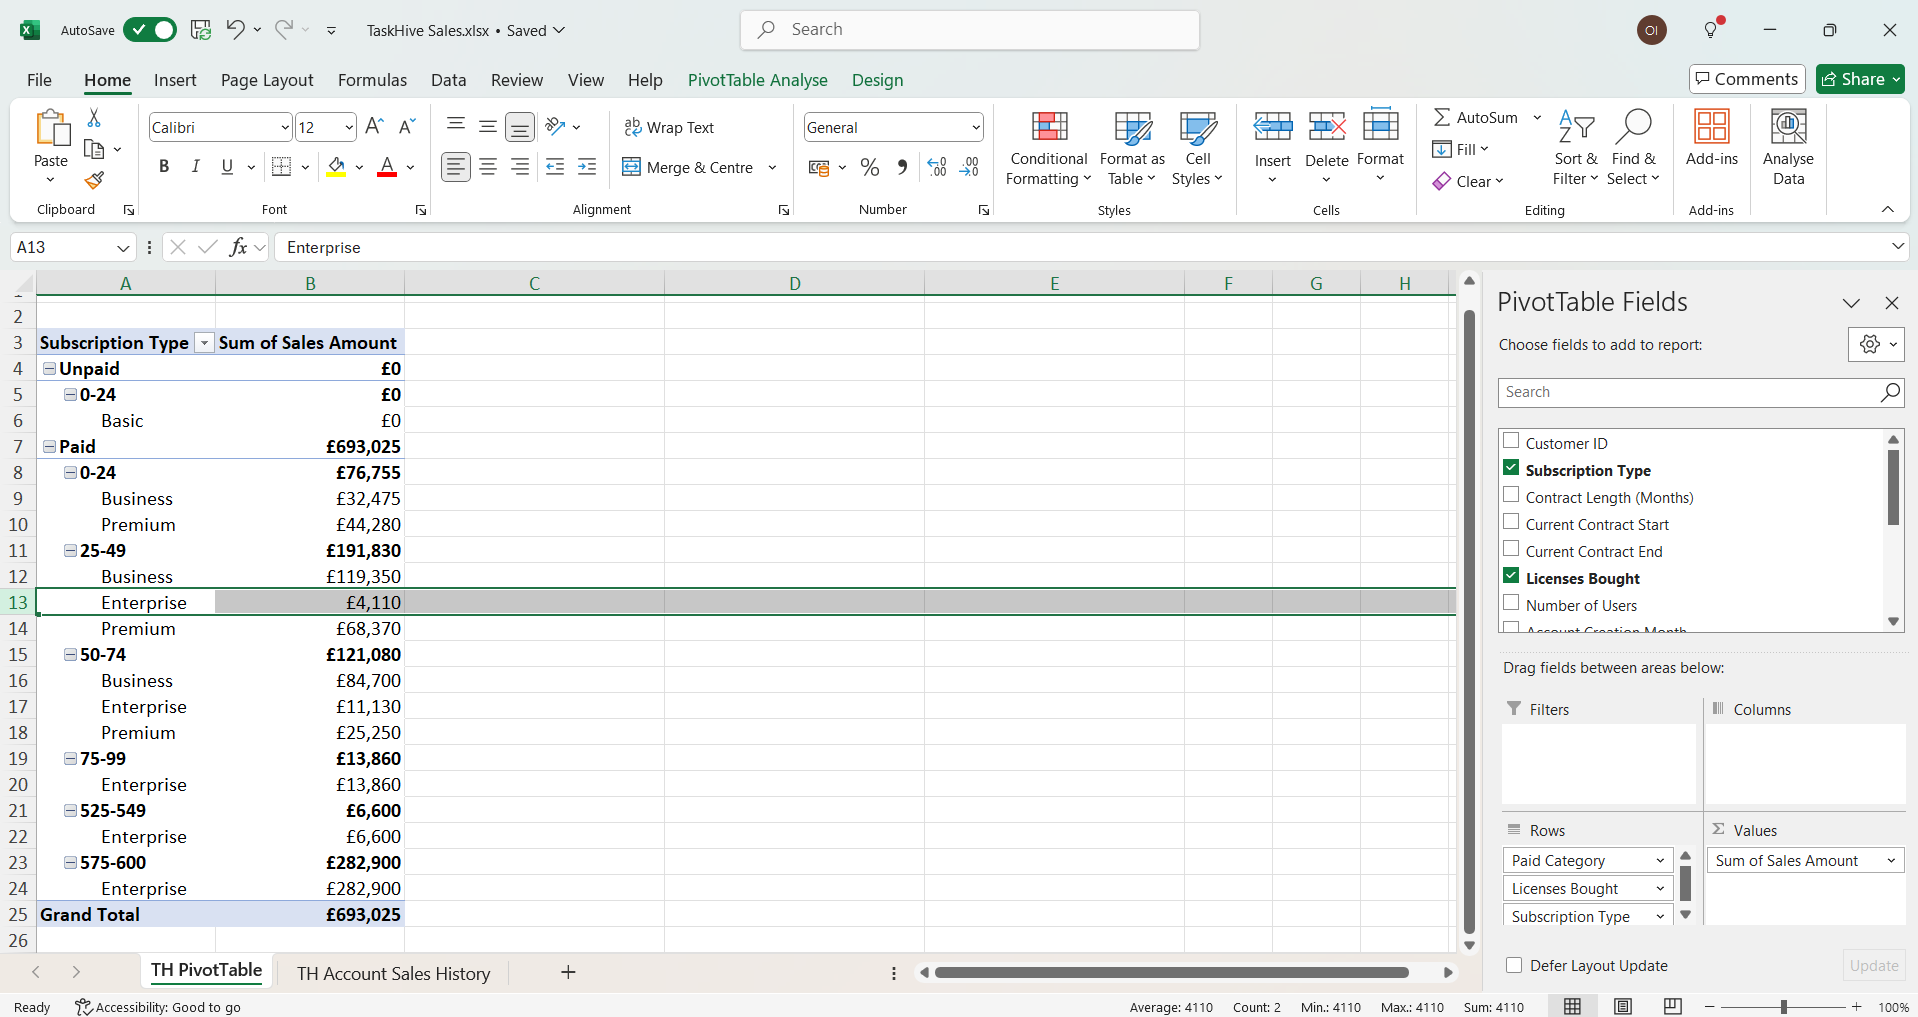 AutoSave
TaskHive Sales.xlsx • Saved
Search
OI
File Home Insert Page Layout Formulas Data Review View Help PivotTable Analyse Design
Comments Share
Paste
Clipboard
Calibri 12
B I U A
Font
Wrap Text
Merge & Centre
Alignment
General
Number
Conditional Formatting
Format as Table
Cell Styles
Styles
Insert Delete Format
Cells
AutoSum
Fill
Clear
Sort & Filter
Find & Select
Editing
Add-ins
Add-ins
Analyse Data
A13 fx Enterprise
A B C D E F G H
2
3 Subscription Type Sum of Sales Amount
4 Unpaid £0
5 0-24 £0
6 Basic £0
7 Paid £693,025
8 0-24 £76,755
9 Business £32,475
10 Premium £44,280
11 25-49 £191,830
12 Business £119,350
13 Enterprise £4,110
14 Premium £68,370
15 50-74 £121,080
16 Business £84,700
17 Enterprise £11,130
18 Premium £25,250
19 75-99 £13,860
20 Enterprise £13,860
21 525-549 £6,600
22 Enterprise £6,600
23 575-600 £282,900
24 Enterprise £282,900
25 Grand Total £693,025
26
PivotTable Fields
Choose fields to add to report:
Search
Customer ID
Subscription Type
Contract Length (Months)
Current Contract Start
Current Contract End
Licenses Bought
Number of Users
Account Creation Month
Drag fields between areas below:
Filters
Columns
Rows
Paid Category
Licenses Bought
Subscription Type
Values
Sum of Sales Amount
Defer Layout Update
Update
TH PivotTable TH Account Sales History
Ready Accessibility: Good to go
Average: 4110 Count: 2 Min.: 4110 Max.: 4110 Sum: 4110
100%